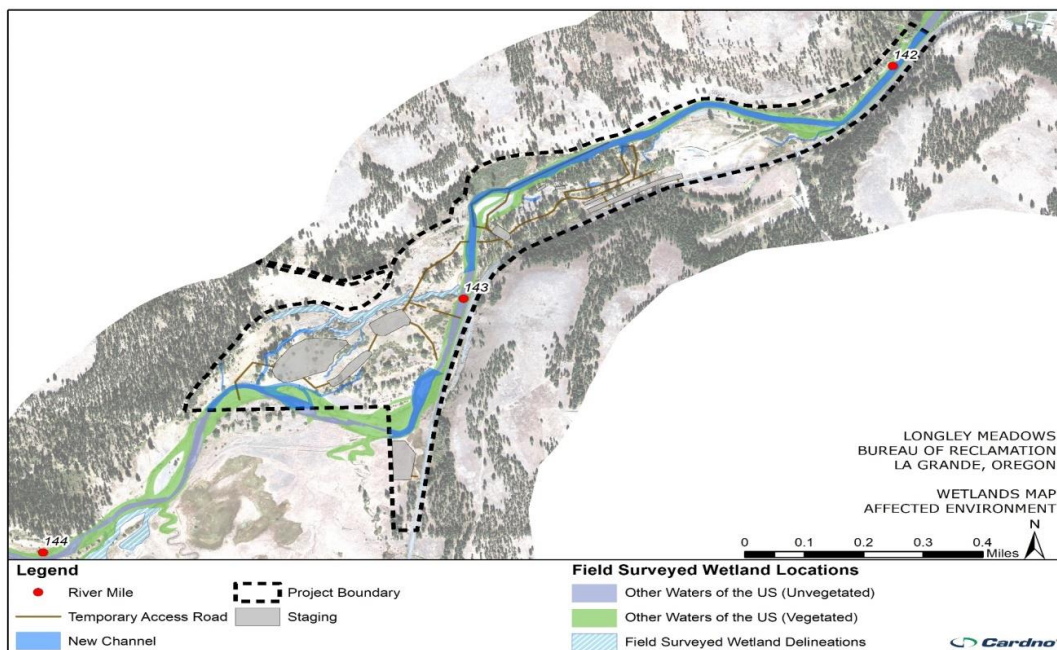 142
143
144
LONGLEY MEADOWS
BUREAU OF RECLAMATION
LA GRANDE, OREGON
WETLANDS MAP
AFFECTED ENVIRONMENT
N
0 0.1 0.2 0.4
Miles
Legend
River Mile
Temporary Access Road
New Channel
Project Boundary
Staging
Field Surveyed Wetland Locations
Other Waters of the US (Unvegetated)
Other Waters of the US (Vegetated)
Field Surveyed Wetland Delineations
Cardno